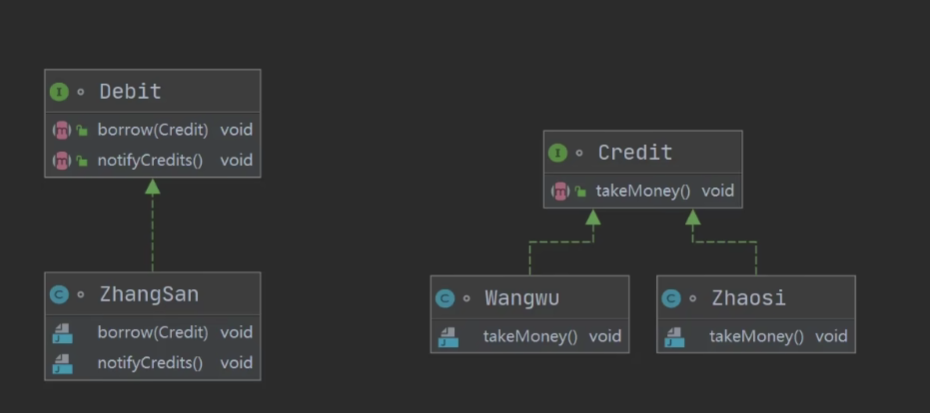 Debit
borrow(Credit) void
notifyCredits() void
Credit
takeMoney() void
ZhangSan
borrow(Credit) void
notifyCredits() void
Wangwu
takeMoney() void
Zhaosi
takeMoney() void